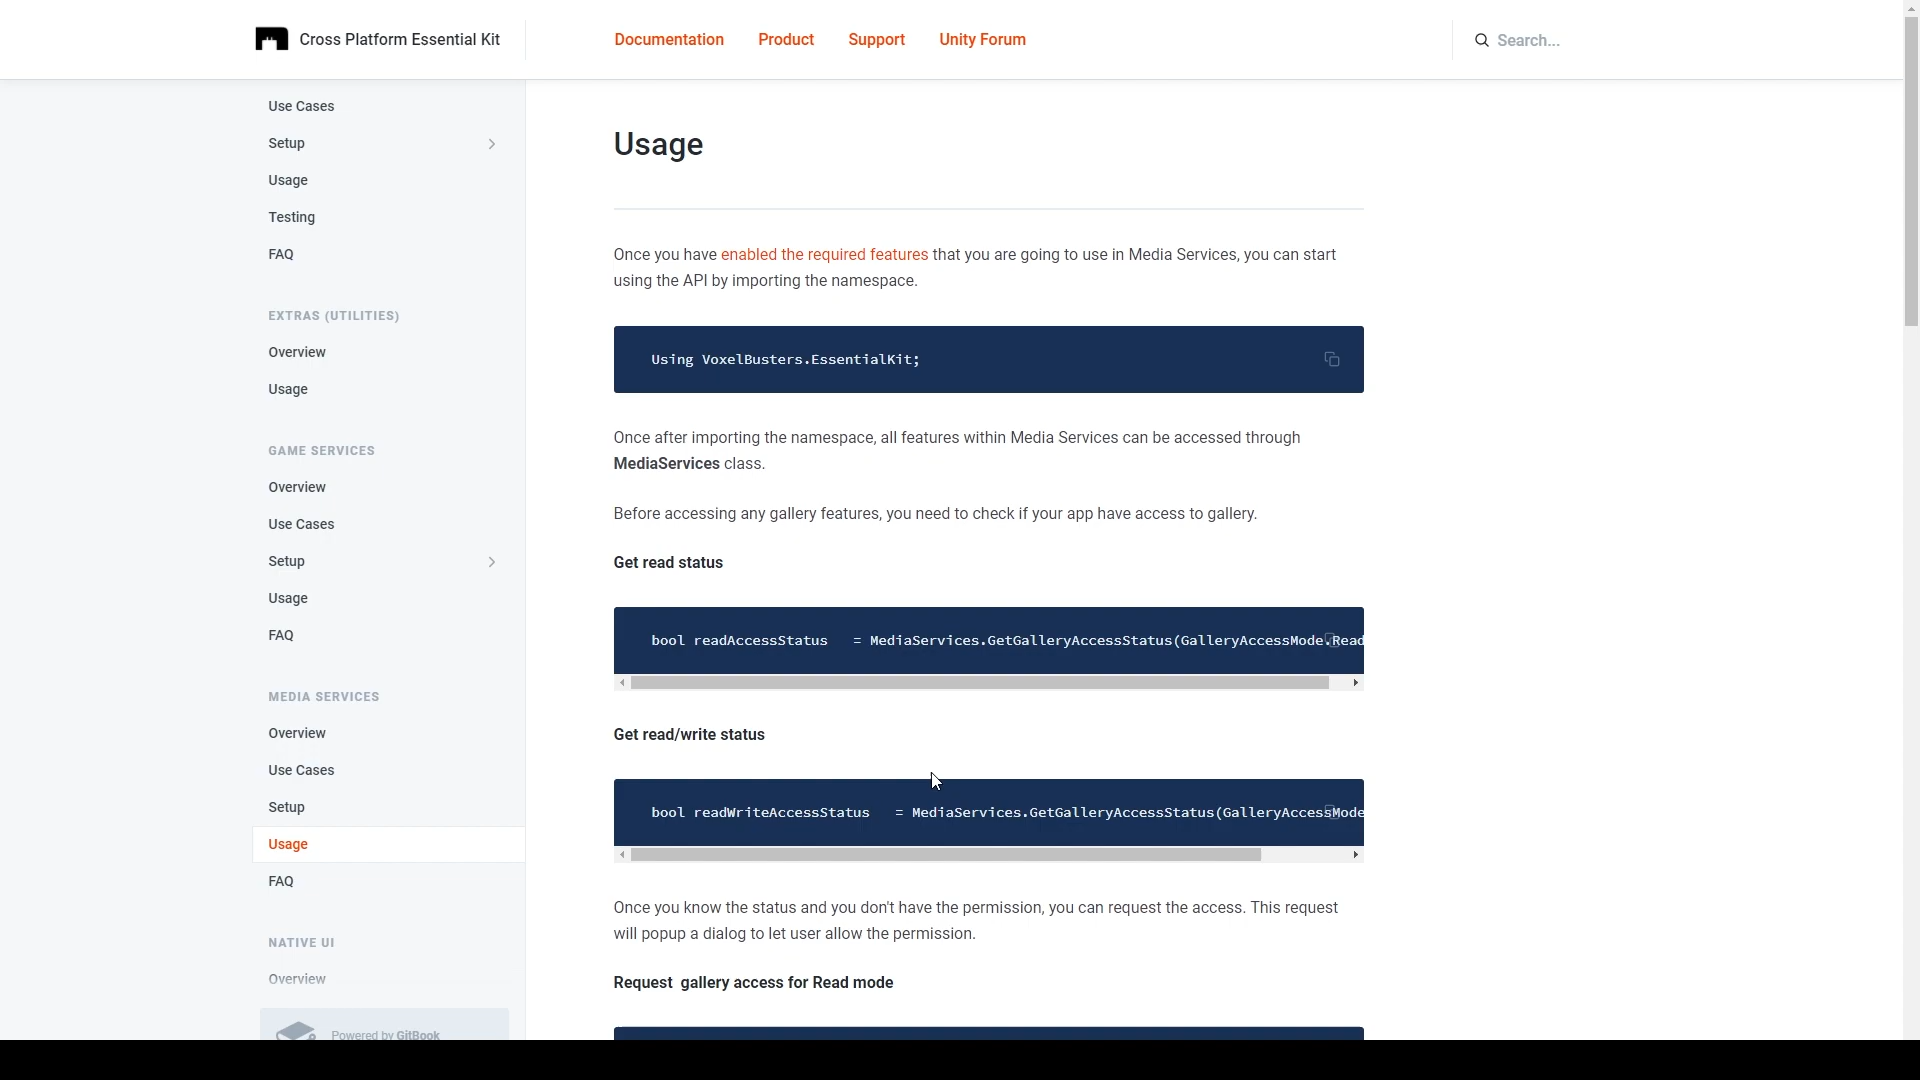 Cross Platform Essential Kit
Documentation
Product
Support
Unity Forum
Search...
Use Cases
Setup
Usage
Testing
FAQ
EXTRAS (UTILITIES)
Overview
Usage
GAME SERVICES
Overview
Use Cases
Setup
Usage
FAQ
MEDIA SERVICES
Overview
Use Cases
Setup
Usage
FAQ
NATIVE UI
Overview
Powered by GitBook
Usage
Once you have enabled the required features that you are going to use in Media Services, you can start
using the API by importing the namespace.
Using VoxelBusters.EssentialKit;
Once after importing the namespace, all features within Media Services can be accessed through
MediaServices class.
Before accessing any gallery features, you need to check if your app have access to gallery.
Get read status
bool readAccessStatus = MediaServices.GetGalleryAccessStatus(GalleryAccessMode.Read
Get read/write status
bool readWriteAccessStatus = MediaServices.GetGalleryAccessStatus(GalleryAccessMode
Once you know the status and you don't have the permission, you can request the access. This request
will popup a dialog to let user allow the permission.
Request gallery access for Read mode